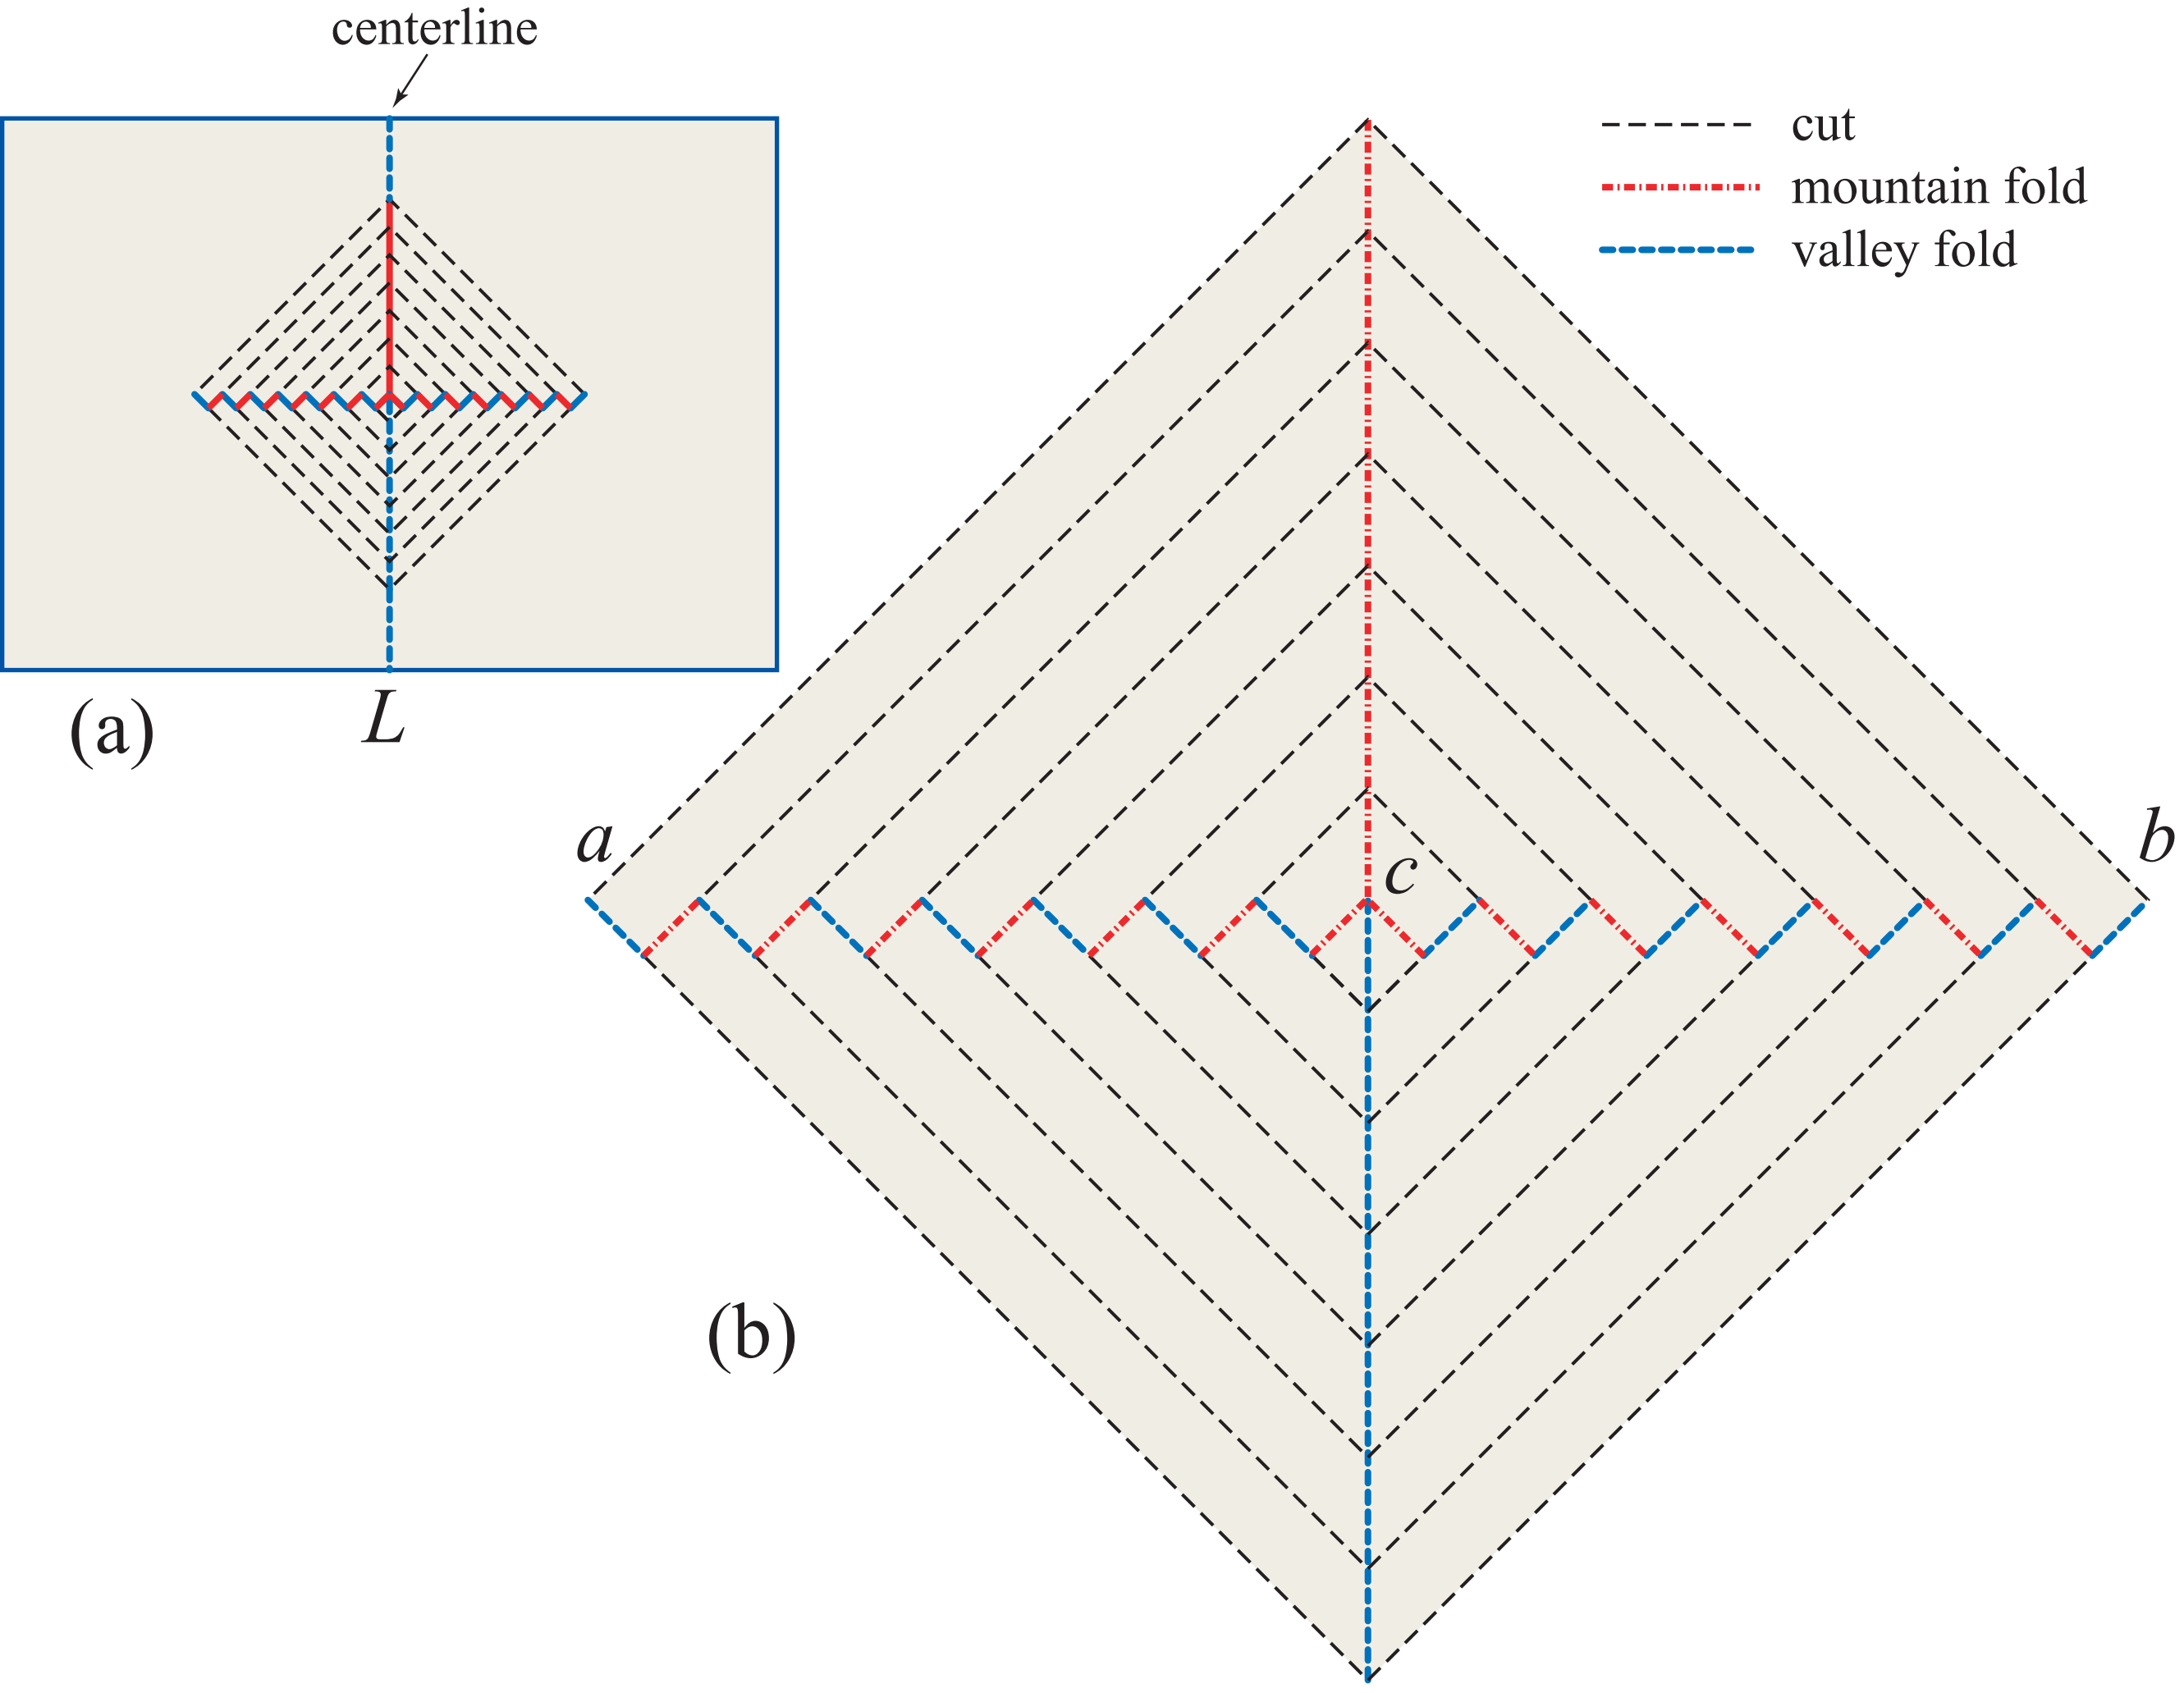 centerline
cut
mountain fold
valley fold
(a)
L
a
b
c
(b)